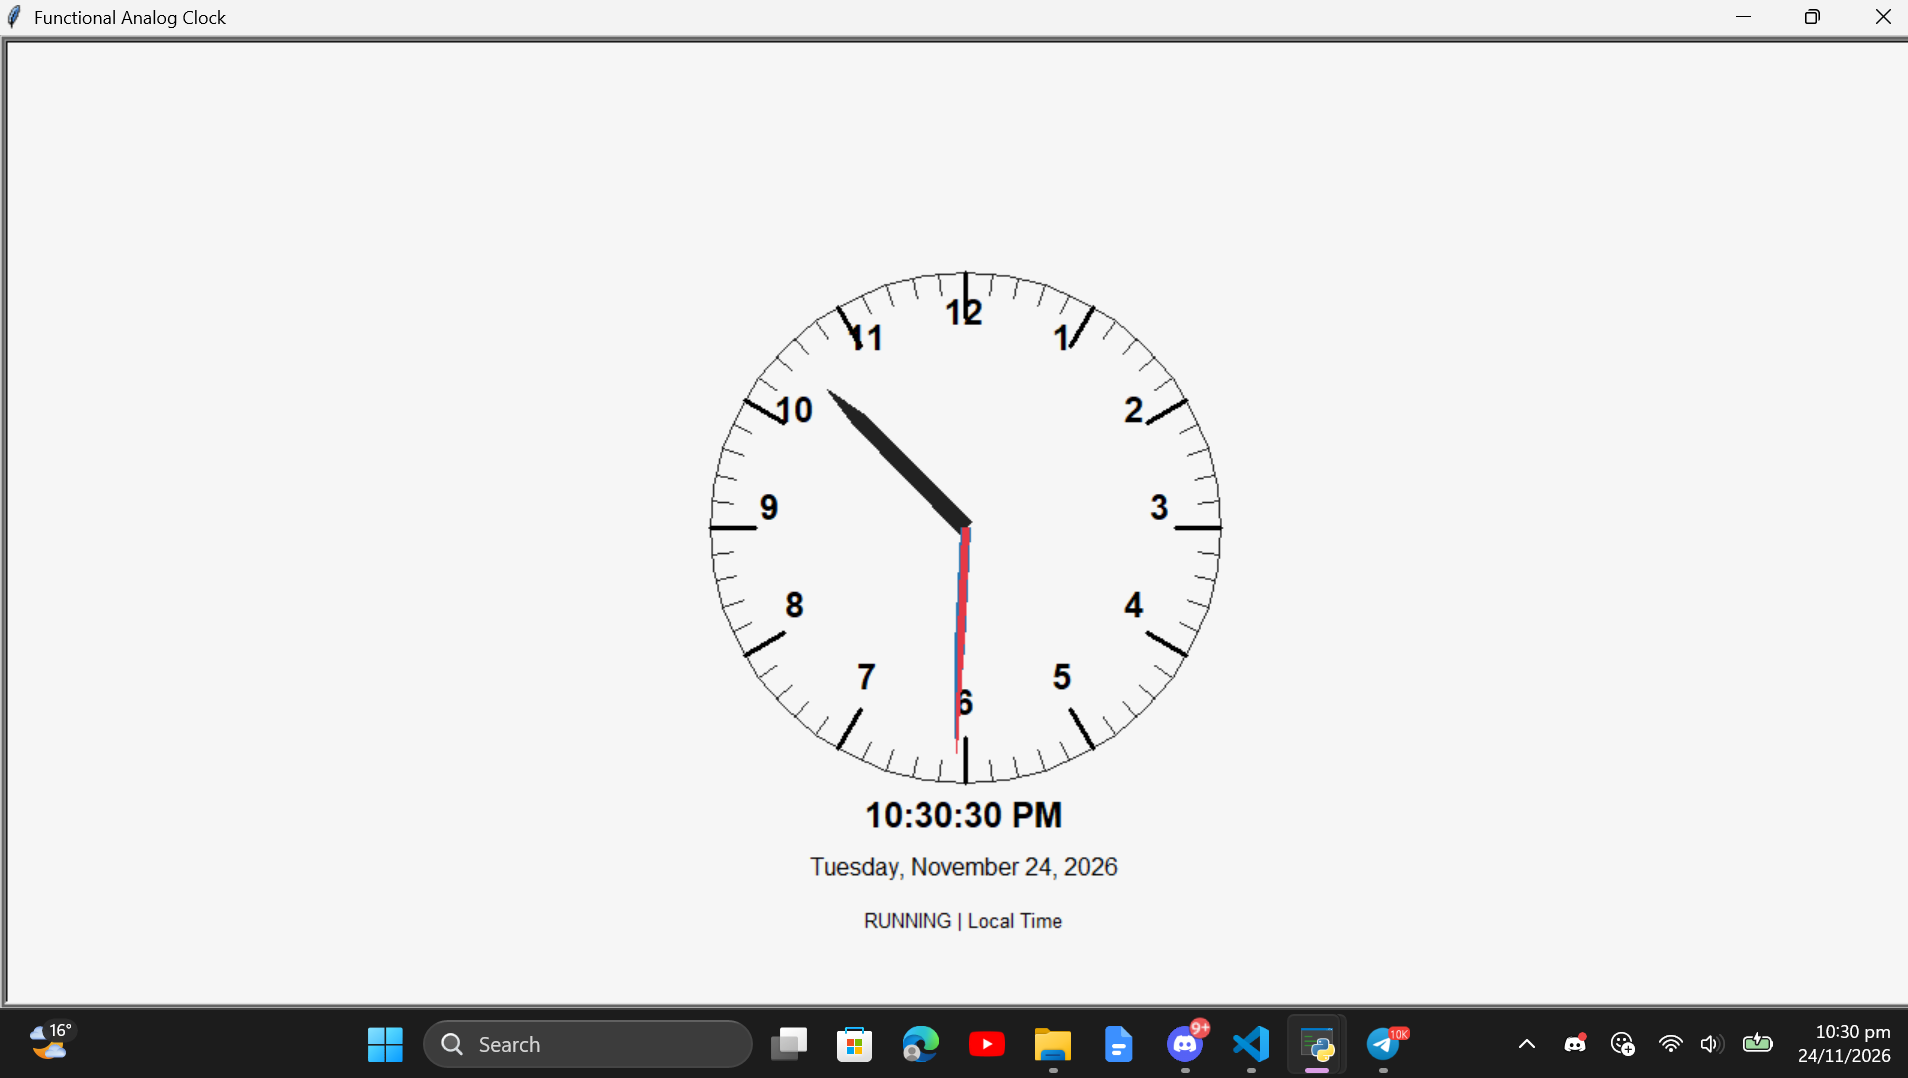 Functional Analog Clock
12
11
1
10
2
9
3
8
4
7
5
6
10:30:30 PM
Tuesday, November 24, 2026
RUNNING | Local Time
16°
Search
9+
10K
10:30 pm
24/11/2026